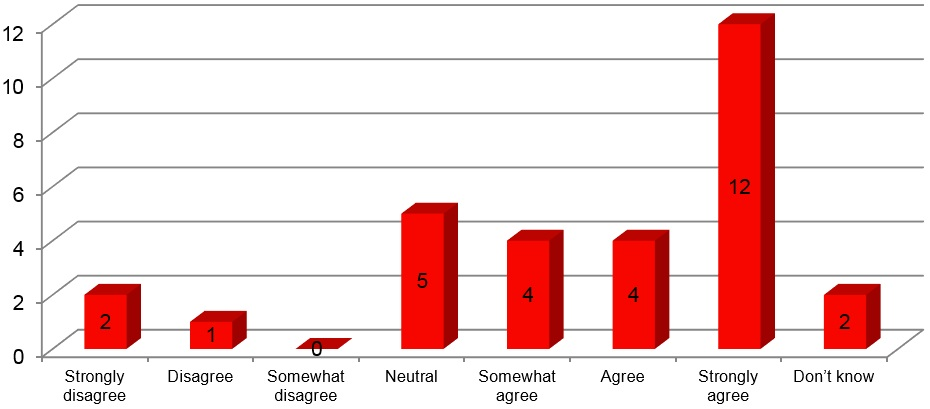 12
10
8
6
4
2
0
2
1
0
5
4
4
12
2
Strongly
disagree
Disagree
Somewhat
disagree
Neutral
Somewhat
agree
Agree
Strongly
agree
Don’t know